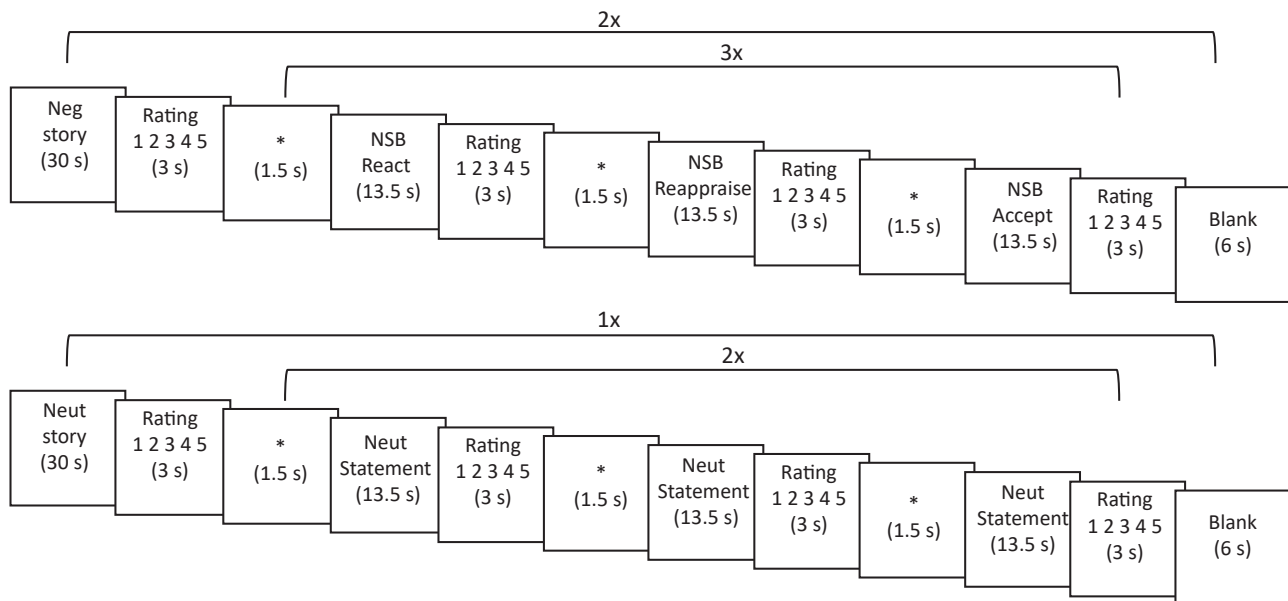 2x
3x
Neg
story
(30 s)
Rating
1 2 3 4 5
(3 s)
*
(1.5 s)
NSB
React
(13.5 s)
Rating
1 2 3 4 5
(3 s)
*
(1.5 s)
NSB
Reappraise
(13.5 s)
Rating
1 2 3 4 5
(3 s)
*
(1.5 s)
NSB
Accept
(13.5 s)
Rating
1 2 3 4 5
(3 s)
Blank
(6 s)
1x
2x
Neut
story
(30 s)
Rating
1 2 3 4 5
(3 s)
*
(1.5 s)
Neut
Statement
(13.5 s)
Rating
1 2 3 4 5
(3 s)
*
(1.5 s)
Neut
Statement
(13.5 s)
Rating
1 2 3 4 5
(3 s)
*
(1.5 s)
Neut
Statement
(13.5 s)
Rating
1 2 3 4 5
(3 s)
Blank
(6 s)